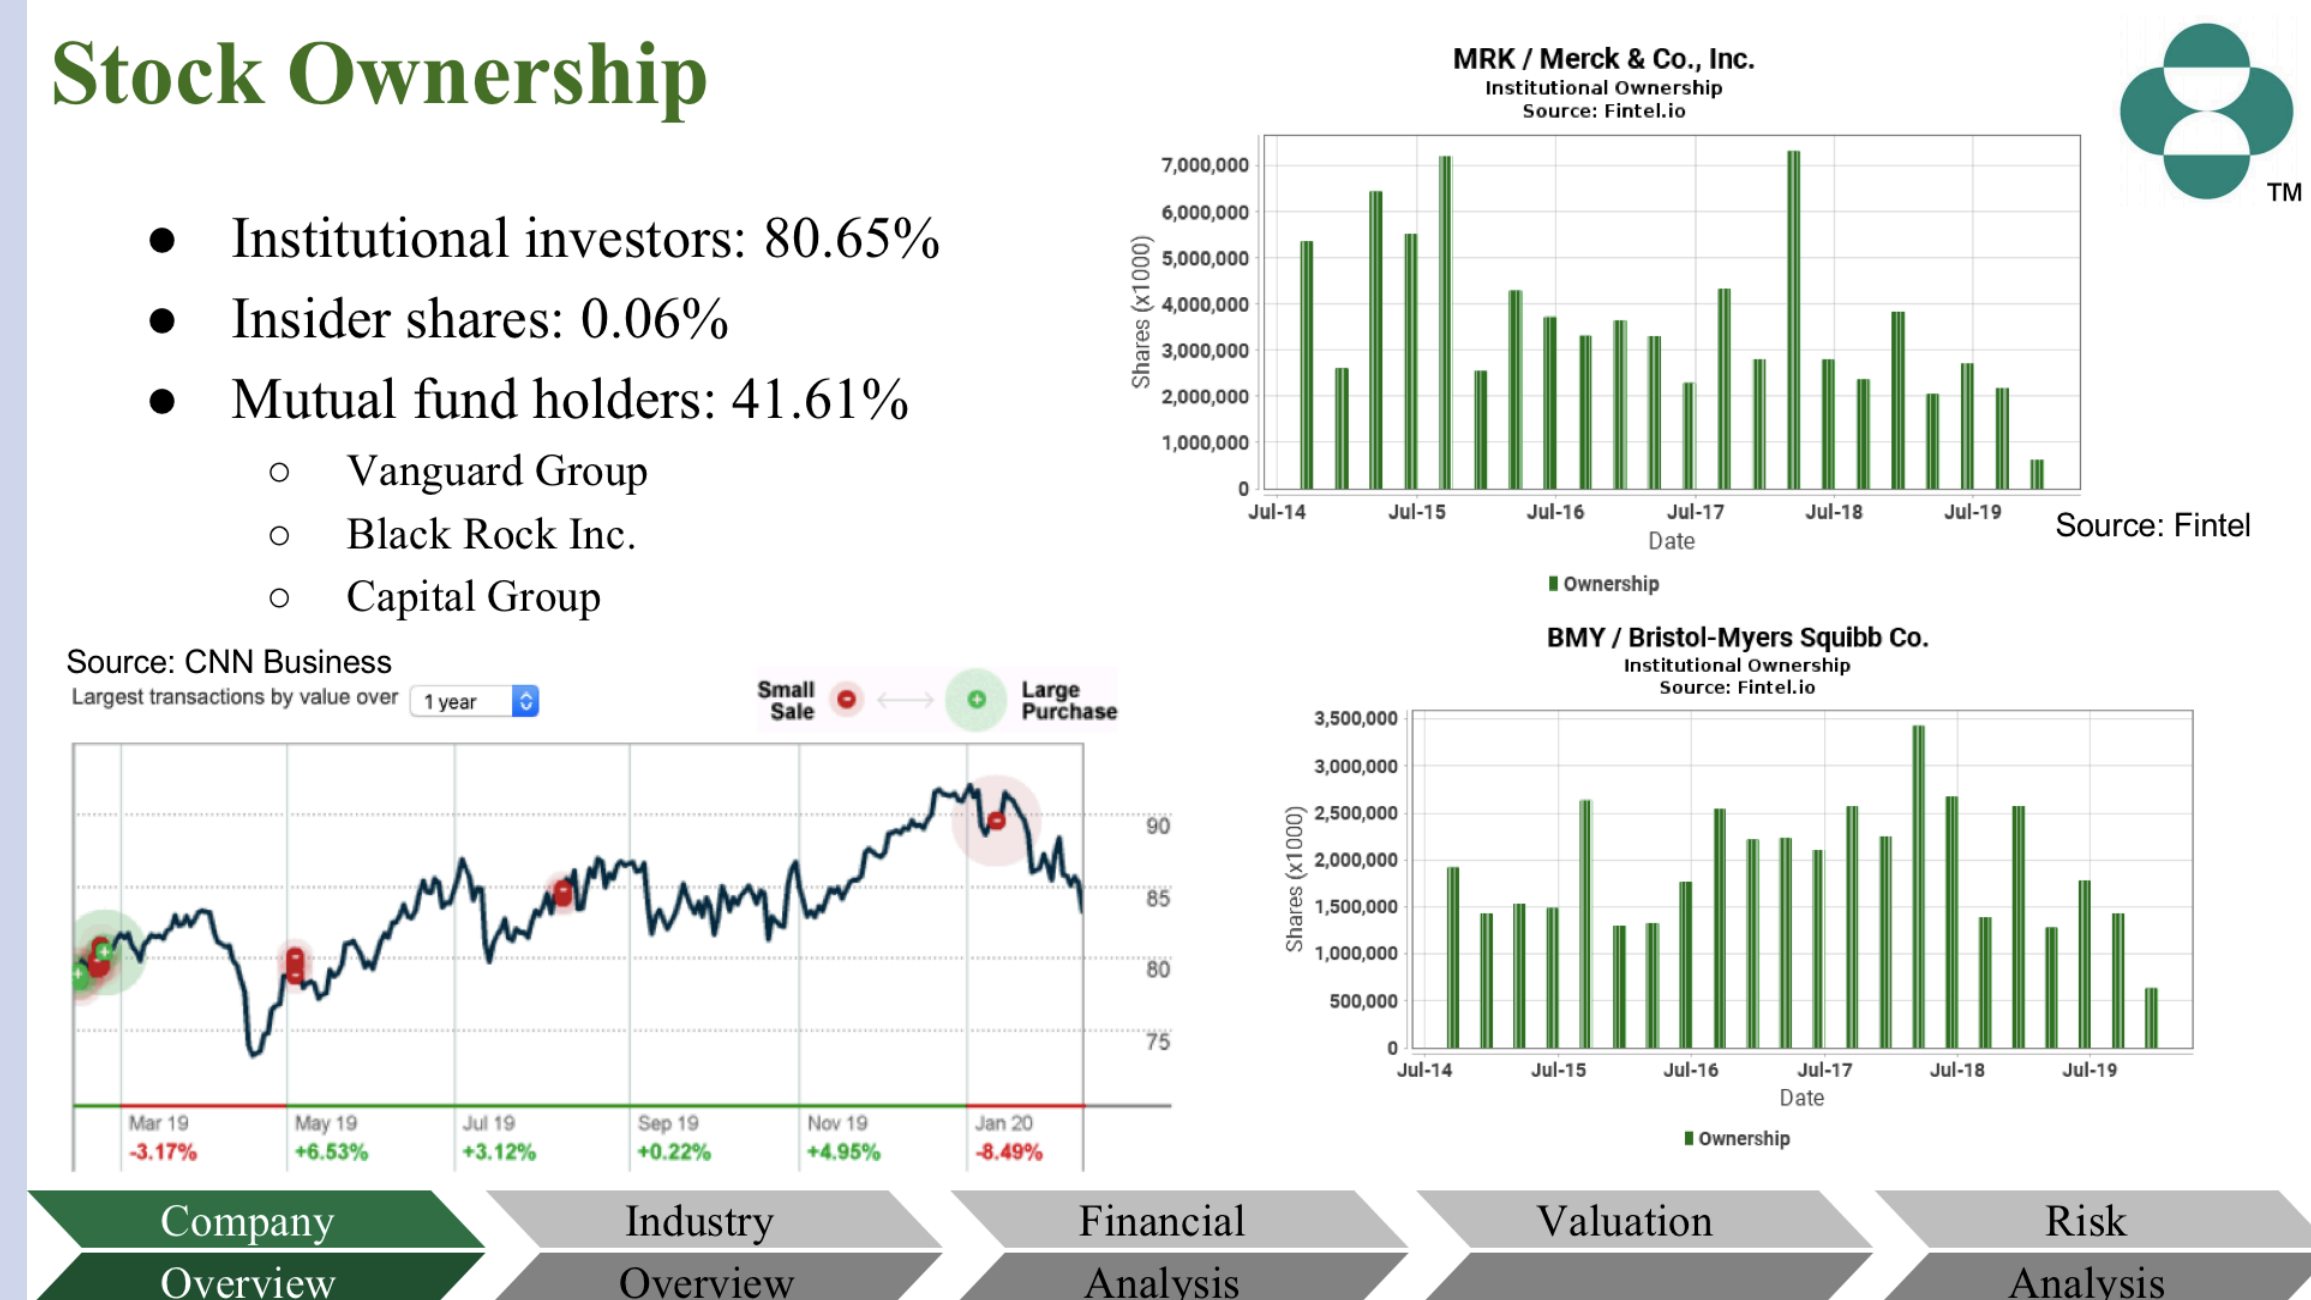 Stock Ownership
● Institutional investors: 80.65%
● Insider shares: 0.06%
● Mutual fund holders: 41.61%
○ Vanguard Group
○ Black Rock Inc.
○ Capital Group
Source: CNN Business
Largest transactions by value over 1 year
Small Sale
Large Purchase
90
85
80
75
Mar 19 May 19 Jul 19 Sep 19 Nov 19 Jan 20
-3.17% +6.53% +3.12% +0.22% +4.95% -8.49%
MRK / Merck & Co., Inc.
Institutional Ownership
Source: Fintel.io
Shares (x1000)
7,000,000
6,000,000
5,000,000
4,000,000
3,000,000
2,000,000
1,000,000
0
Jul-14 Jul-15 Jul-16 Jul-17 Jul-18 Jul-19
Date
Ownership
TM
Source: Fintel
BMY / Bristol-Myers Squibb Co.
Institutional Ownership
Source: Fintel.io
Shares (x1000)
3,500,000
3,000,000
2,500,000
2,000,000
1,500,000
1,000,000
500,000
0
Jul-14 Jul-15 Jul-16 Jul-17 Jul-18 Jul-19
Date
Ownership
Company Overview
Industry Overview
Financial Analysis
Valuation
Risk Analysis